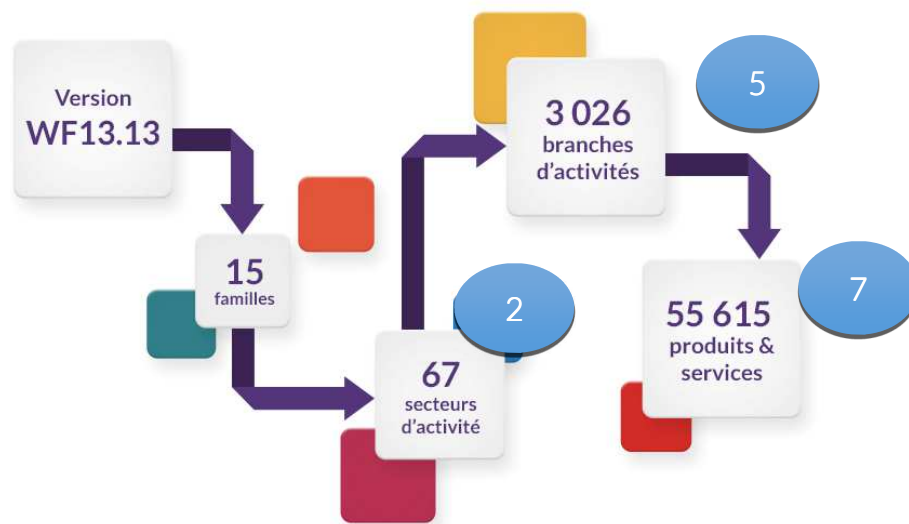 Version
WF13.13
15
familles
67
secteurs
d'activité
2
3 026
branches
d'activités
5
55 615
produits &
services
7